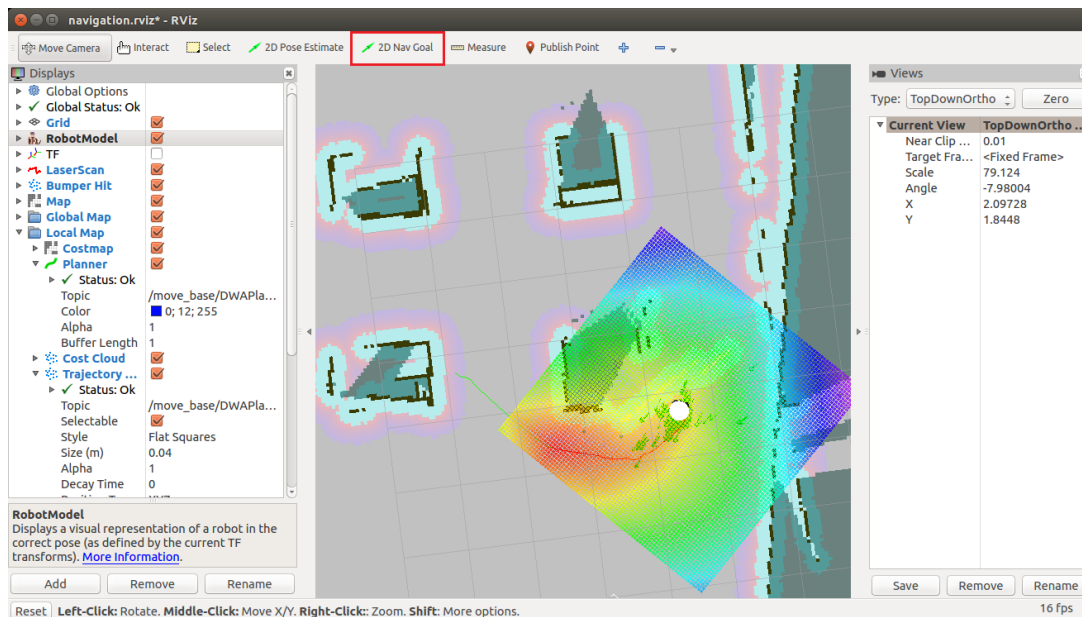 navigation.rviz* - RViz
Move Camera Interact Select 2D Pose Estimate 2D Nav Goal Measure Publish Point
Displays
Global Options
Global Status: Ok
Grid
RobotModel
TF
LaserScan
Bumper Hit
Map
Global Map
Local Map
Costmap
Planner
Status: Ok
Topic /move_base/DWAPla...
Color 0; 12; 255
Alpha 1
Buffer Length 1
Cost Cloud
Trajectory ...
Status: Ok
Topic /move_base/DWAPla...
Selectable
Style Flat Squares
Size (m) 0.04
Alpha 1
Decay Time 0
RobotModel
Displays a visual representation of a robot in the
correct pose (as defined by the current TF
transforms). More Information.
Add Remove Rename
Views
Type: TopDownOrtho Zero
Current View TopDownOrtho ...
Near Clip ... 0.01
Target Fra... <Fixed Frame>
Scale 79.124
Angle -7.98004
X 2.09728
Y 1.8448
Save Remove Rename
Reset Left-Click: Rotate. Middle-Click: Move X/Y. Right-Click:: Zoom. Shift: More options. 16 fps